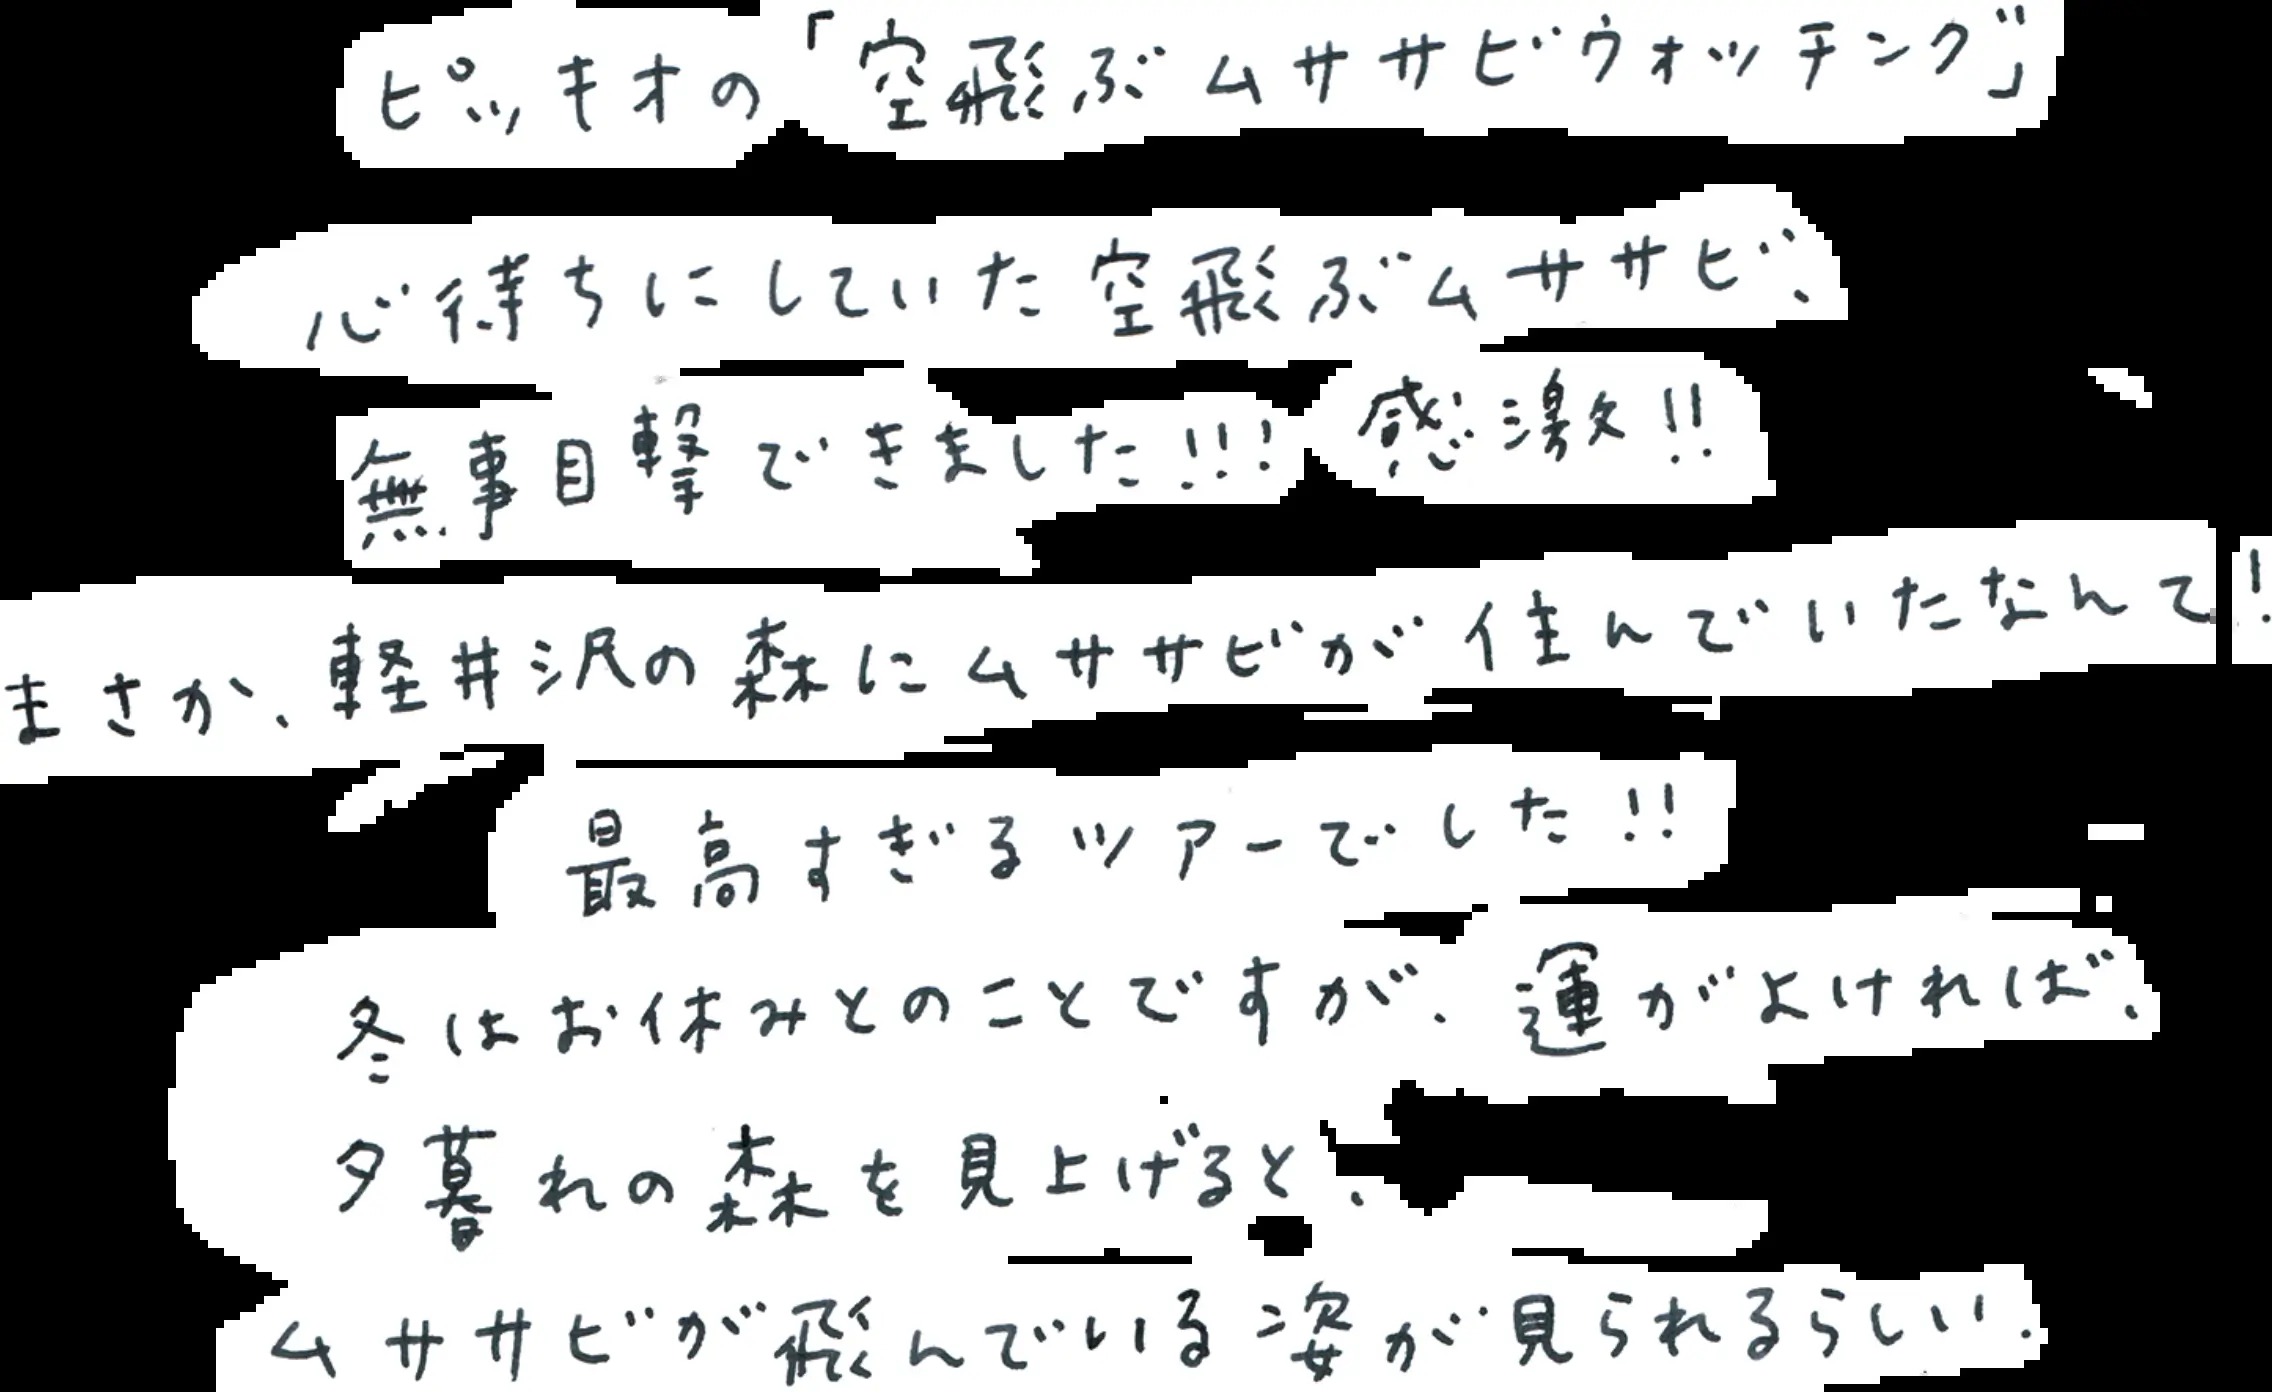 ピッキオの「空飛ぶムササビウォッチング」
心待ちにしていた空飛ぶムササビ、
無事目撃できました!!! 感激!!
まさか、軽井沢の森にムササビが住んでいたなんて!
最高すぎるツアーでした!!
冬はお休みとのことですが、運がよければ、
夕暮れの森を見上げると、
ムササビが飛んでいる姿が見られるらしい.